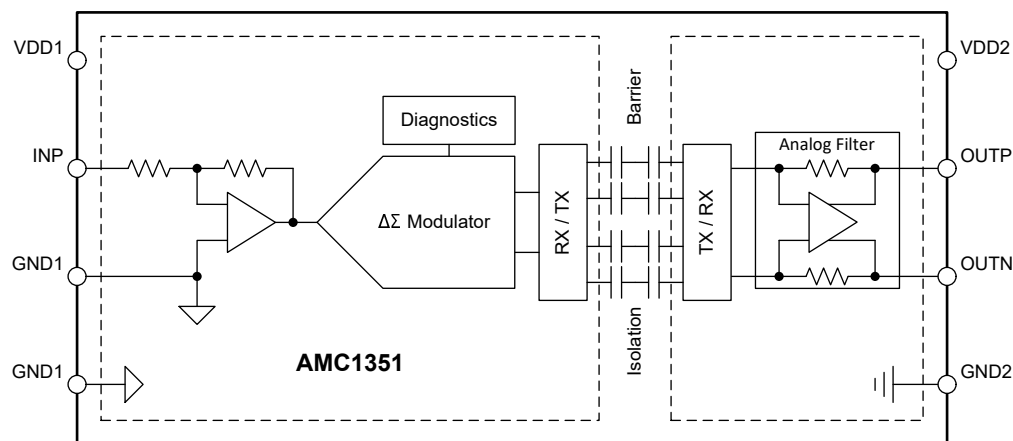 VDD1
VDD2
Diagnostics
Barrier
Analog Filter
INP
OUTP
ΔΣ Modulator
RX / TX
TX / RX
GND1
OUTN
AMC1351
Isolation
GND1
GND2